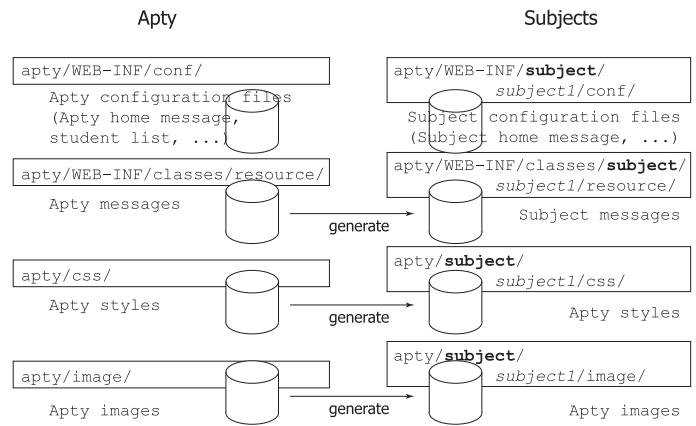 Apty
Subjects
apty/WEB-INF/conf/
Apty configuration files
(Apty home message,
student list, ...)
apty/WEB-INF/subject/
subject1/conf/
Subject configuration files
(Subject home message, ...)
apty/WEB-INF/classes/resource/
Apty messages
generate
apty/WEB-INF/classes/subject/
subject1/resource/
Subject messages
apty/css/
Apty styles
generate
apty/subject/
subject1/css/
Apty styles
apty/image/
Apty images
generate
apty/subject/
subject1/image/
Apty images